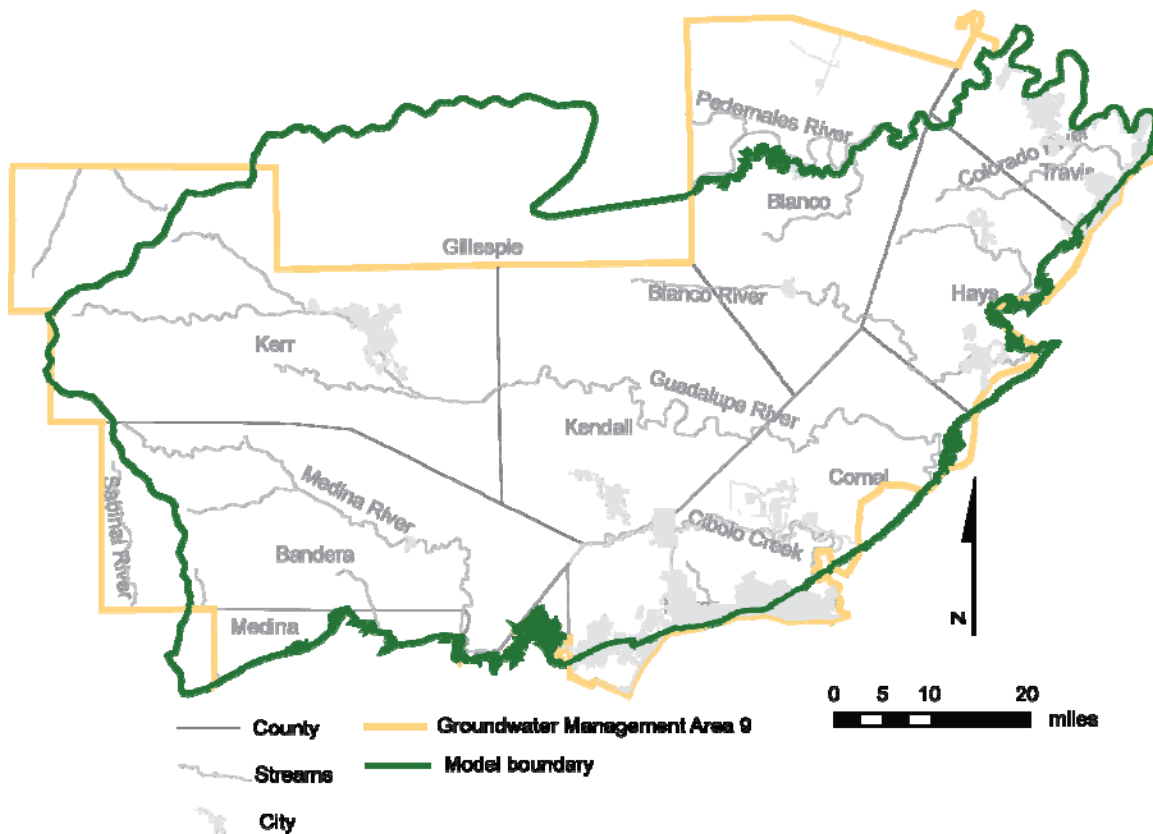 Pedernales River
Colorado River
Travis
Blanco
Gillespie
Blanco River
Hays
Kerr
Guadalupe River
Kendall
Comal
Medina River
Sabinal River
Cibolo Creek
Bandera
Medina
N
0 5 10 20
miles
County
Groundwater Management Area 9
Streams
Model boundary
City